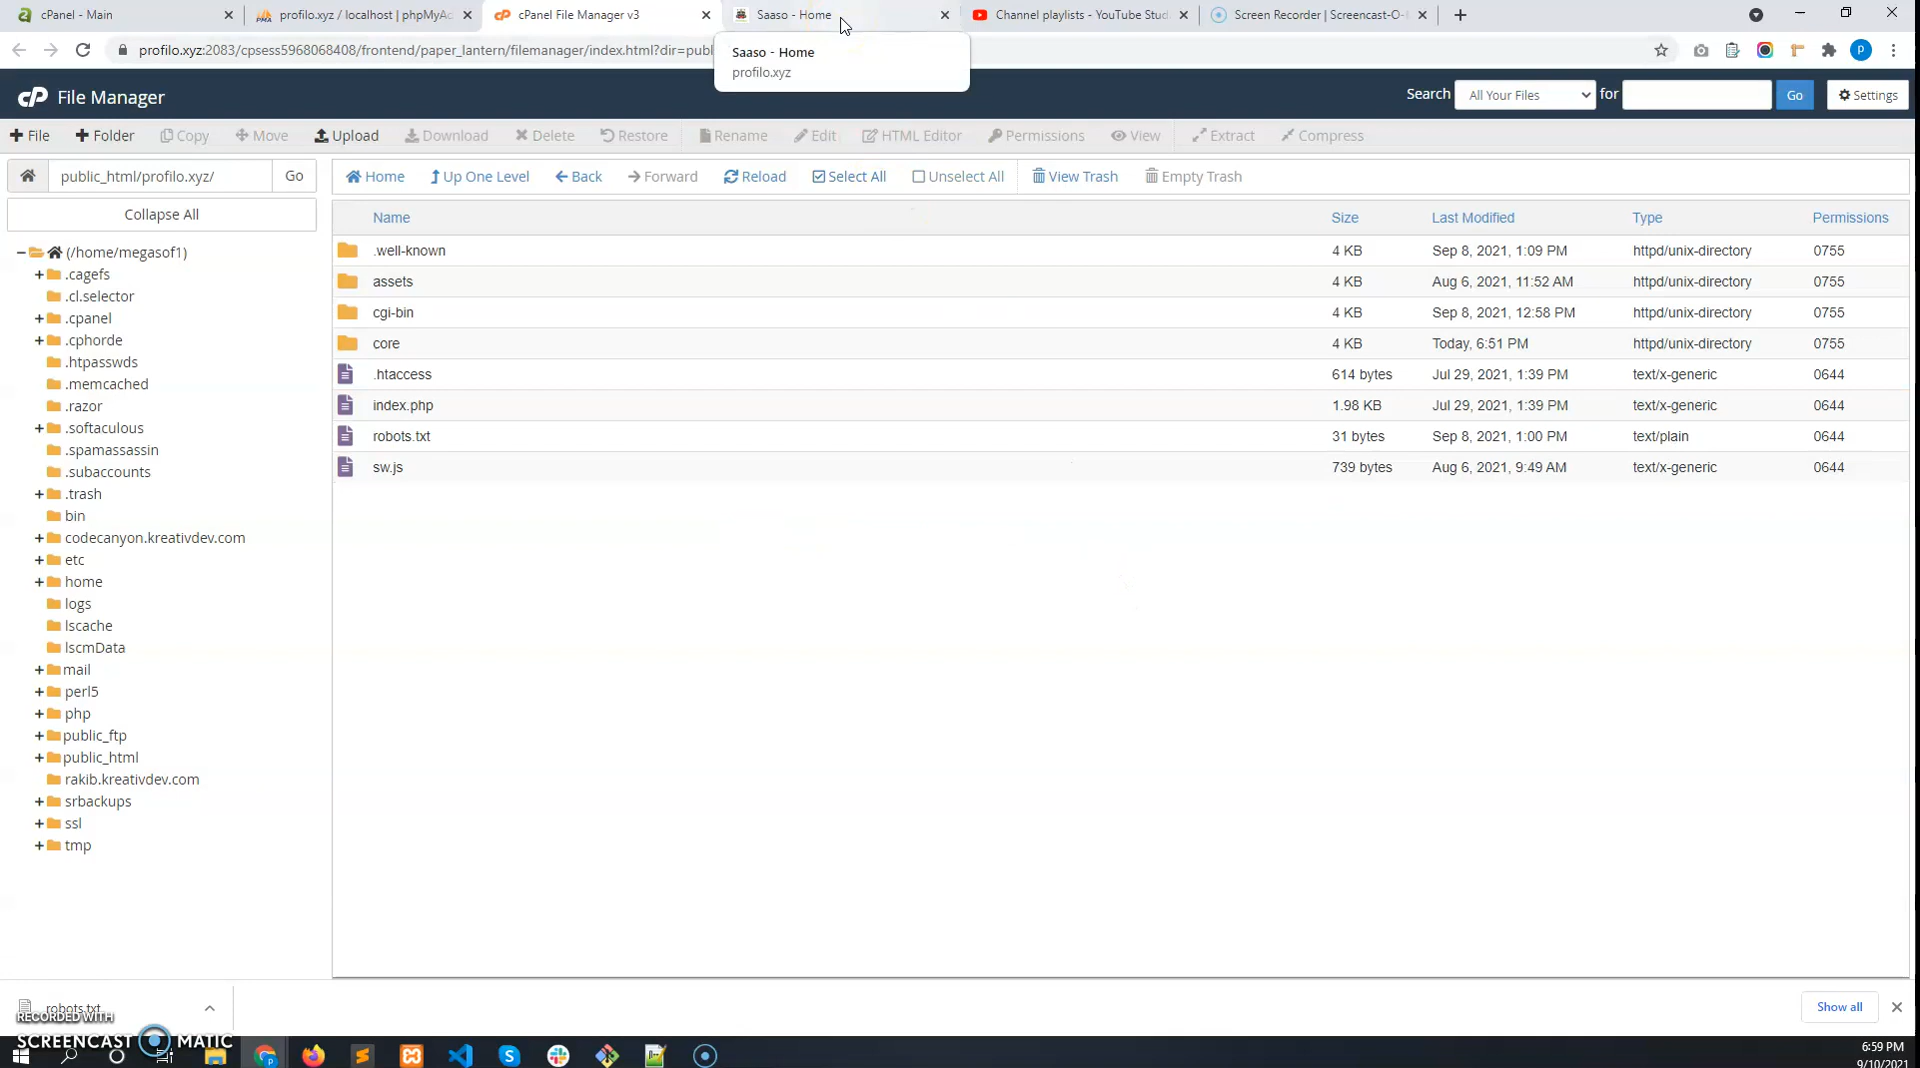 cPanel - Main
profilo.xyz / localhost | phpMyAd
cPanel File Manager v3
Saaso - Home
Channel playlists - YouTube Stud
Screen Recorder | Screencast-O-
profilo.xyz:2083/cpsess5968068408/frontend/paper_lantern/filemanager/index.html?dir=publ
P
Saaso - Home
profilo.xyz
cP File Manager
Search
All Your Files
for
Go
Settings
File
Folder
Copy
Move
Upload
Download
Delete
Restore
Rename
Edit
HTML Editor
Permissions
View
Extract
Compress
public_html/profilo.xyz/
Go
Home
Up One Level
Back
Forward
Reload
Select All
Unselect All
View Trash
Empty Trash
Collapse All
Name Size Last Modified Type Permissions
.well-known 4 KB Sep 8, 2021, 1:09 PM httpd/unix-directory 0755
assets 4 KB Aug 6, 2021, 11:52 AM httpd/unix-directory 0755
cgi-bin 4 KB Sep 8, 2021, 12:58 PM httpd/unix-directory 0755
core 4 KB Today, 6:51 PM httpd/unix-directory 0755
.htaccess 614 bytes Jul 29, 2021, 1:39 PM text/x-generic 0644
index.php 1.98 KB Jul 29, 2021, 1:39 PM text/x-generic 0644
robots.txt 31 bytes Sep 8, 2021, 1:00 PM text/plain 0644
sw.js 739 bytes Aug 6, 2021, 9:49 AM text/x-generic 0644
(/home/megasof1)
.cagefs
.cl.selector
.cpanel
.cphorde
.htpasswds
.memcached
.razor
.softaculous
.spamassassin
.subaccounts
.trash
bin
codecanyon.kreativdev.com
etc
home
logs
lscache
lscmData
mail
perl5
php
public_ftp
public_html
rakib.kreativdev.com
srbackups
ssl
tmp
robots.txt
Show all
RECORDED WITH
SCREENCAST MATIC
6:59 PM
9/10/2021